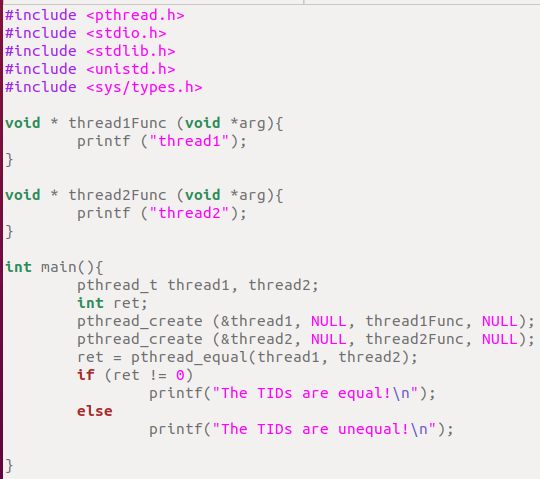 #include <pthread.h>
#include <stdio.h>
#include <stdlib.h>
#include <unistd.h>
#include <sys/types.h>
void * thread1Func (void *arg){
        printf ("thread1");
}
void * thread2Func (void *arg){
        printf ("thread2");
}
int main(){
        pthread_t thread1, thread2;
        int ret;
        pthread_create (&thread1, NULL, thread1Func, NULL);
        pthread_create (&thread2, NULL, thread2Func, NULL);
        ret = pthread_equal(thread1, thread2);
        if (ret != 0)
                printf("The TIDs are equal!\n");
        else
                printf("The TIDs are unequal!\n");
}